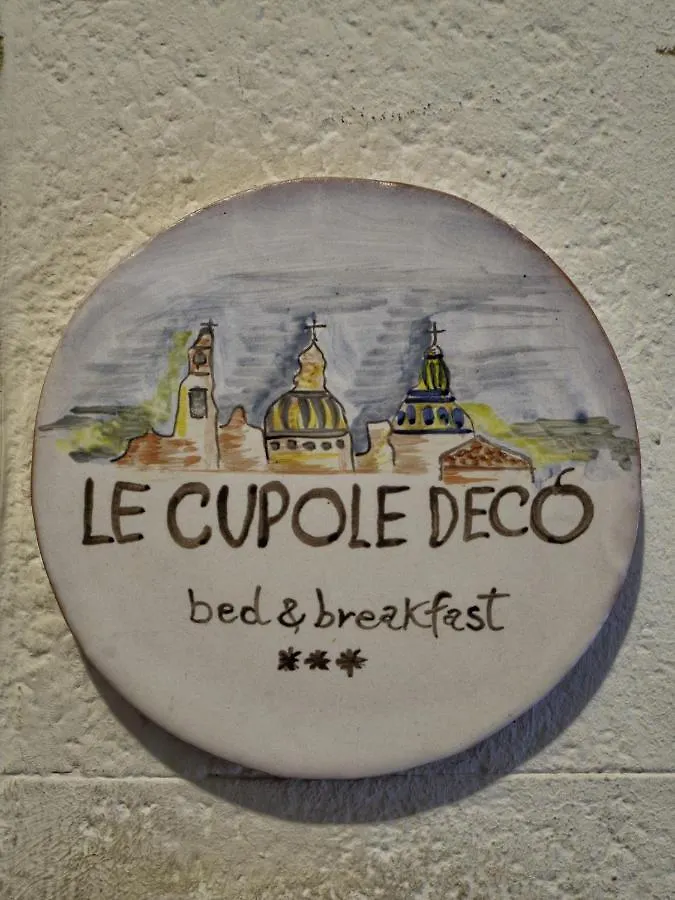 LE CUPOLE DECÓ
bed & breakfast
***